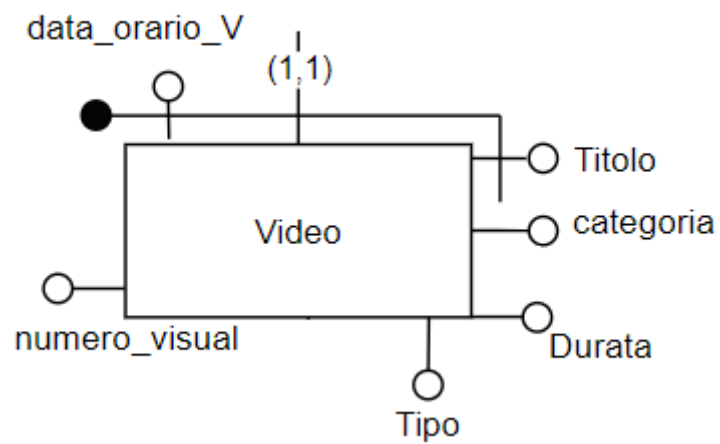 data_orario_V
(1,1)
Titolo
Video
categoria
numero_visual
Durata
Tipo